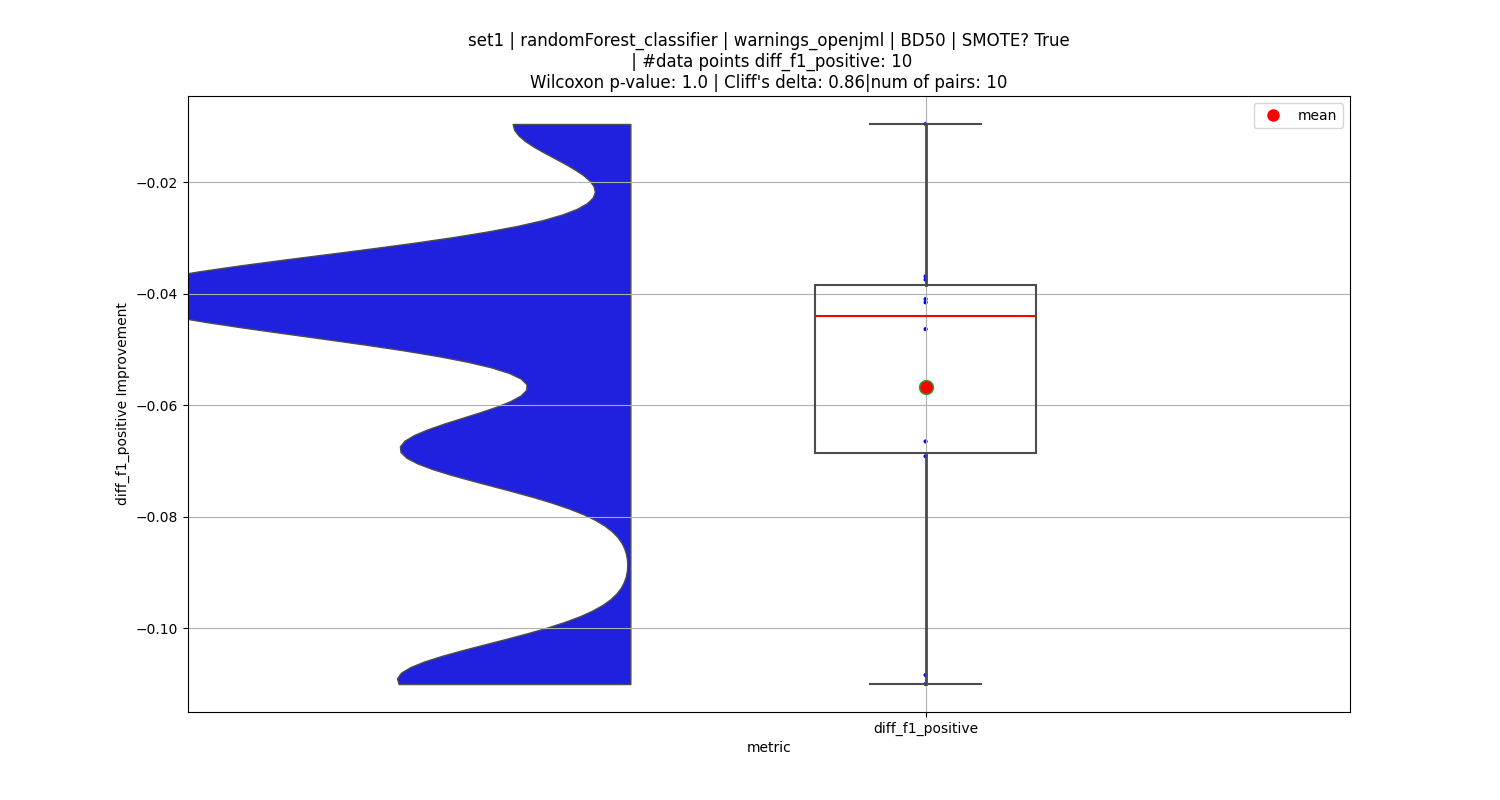 set1 | randomForest_classifier | warnings_openjml | BD50 | SMOTE? True
| #data points diff_f1_positive: 10
Wilcoxon p-value: 1.0 | Cliff's delta: 0.86|num of pairs: 10
mean
−0.02
−0.04
−0.06
−0.08
−0.10
diff_f1_positive Improvement
diff_f1_positive
metric